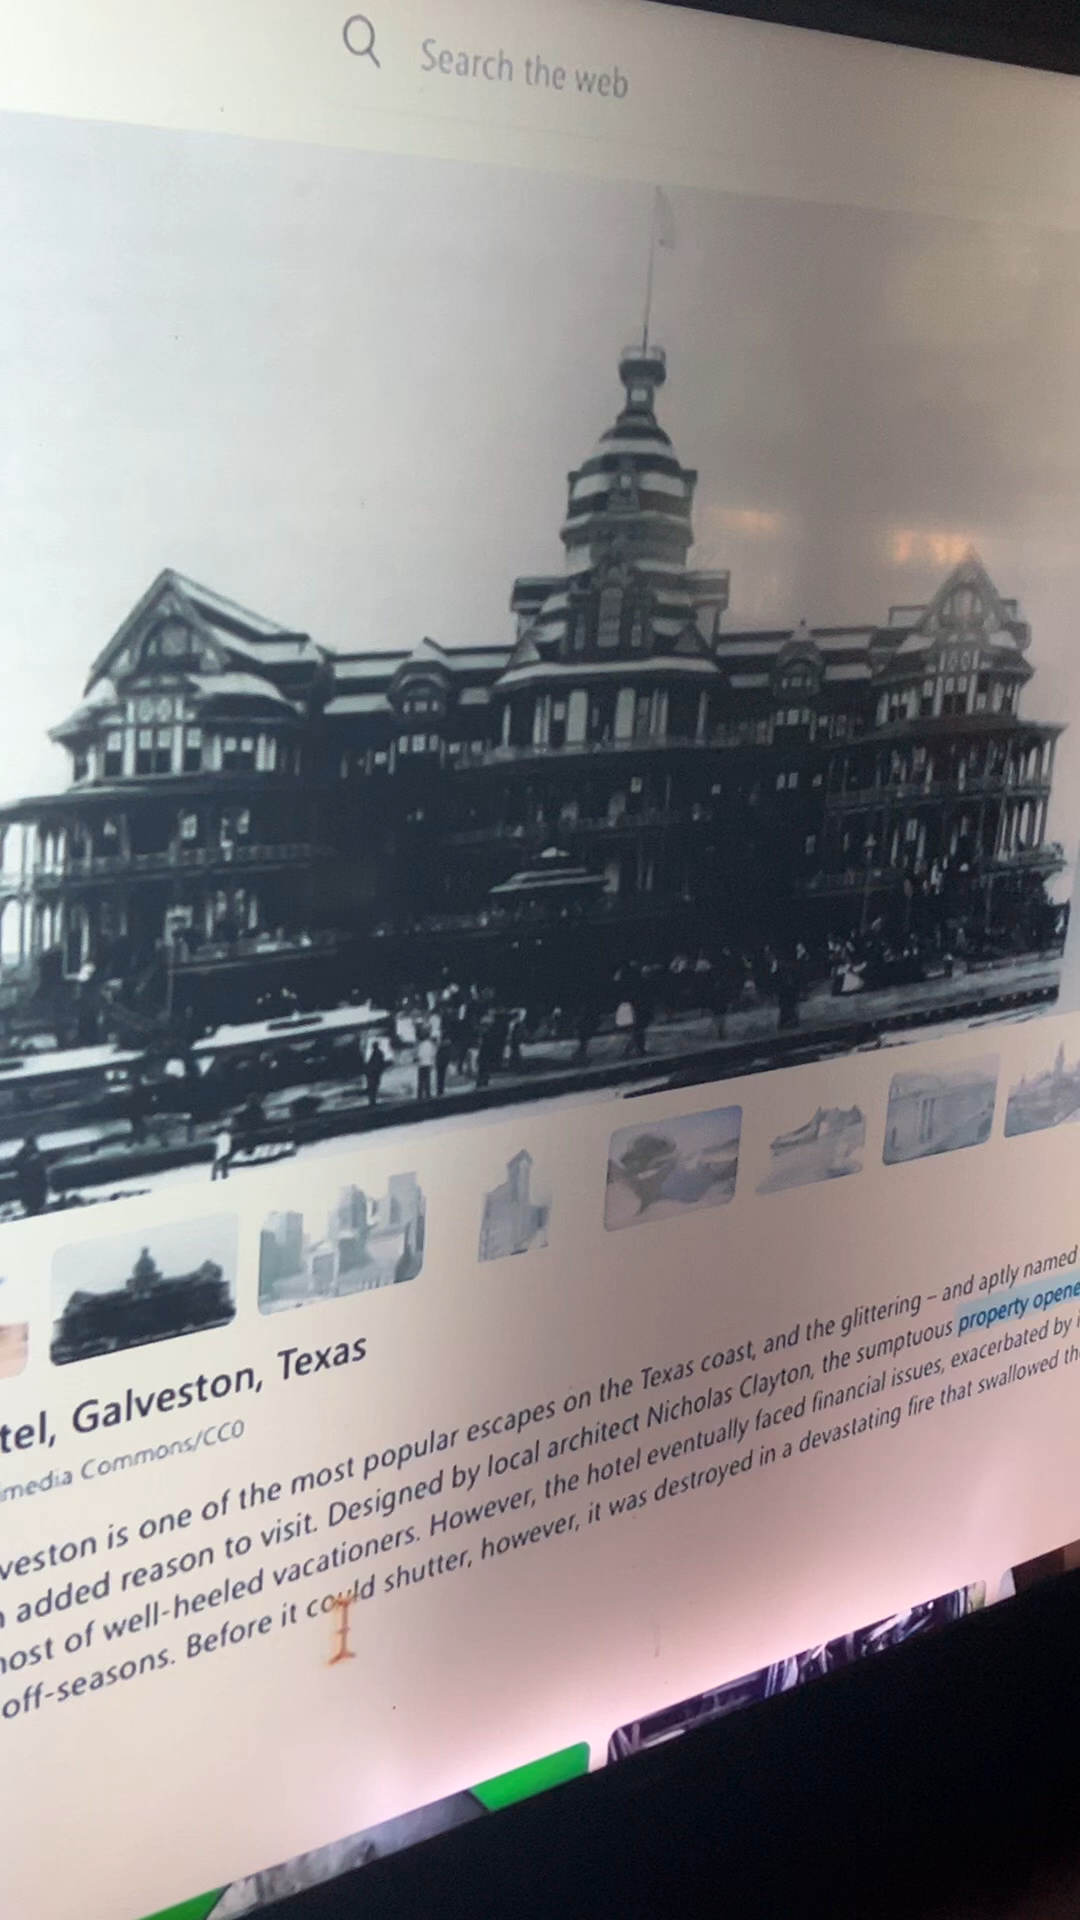 Search the web
tel, Galveston, Texas
imedia Commons/CC0
veston is one of the most popular escapes on the Texas coast, and the glittering – and aptly named
added reason to visit. Designed by local architect Nicholas Clayton, the sumptuous property opene
host of well-heeled vacationers. However, the hotel eventually faced financial issues, exacerbated by i
off-seasons. Before it could shutter, however, it was destroyed in a devastating fire that swallowed th